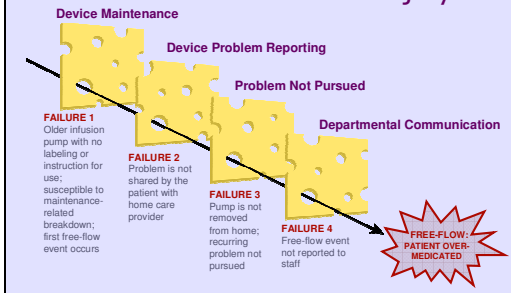 Device Maintenance
Device Problem Reporting
Problem Not Pursued
Departmental Communication
FAILURE 1
Older infusion
pump with no
labeling or
instruction for
use;
susceptible to
maintenance-
related
breakdown;
first free-flow
event occurs
FAILURE 2
Problem is not
shared by the
patient with
home care
provider
FAILURE 3
Pump is not
removed
from home;
recurring
problem not
pursued
FAILURE 4
Free-flow event
not reported to
staff
FREE-FLOW:
PATIENT OVER-
MEDICATED